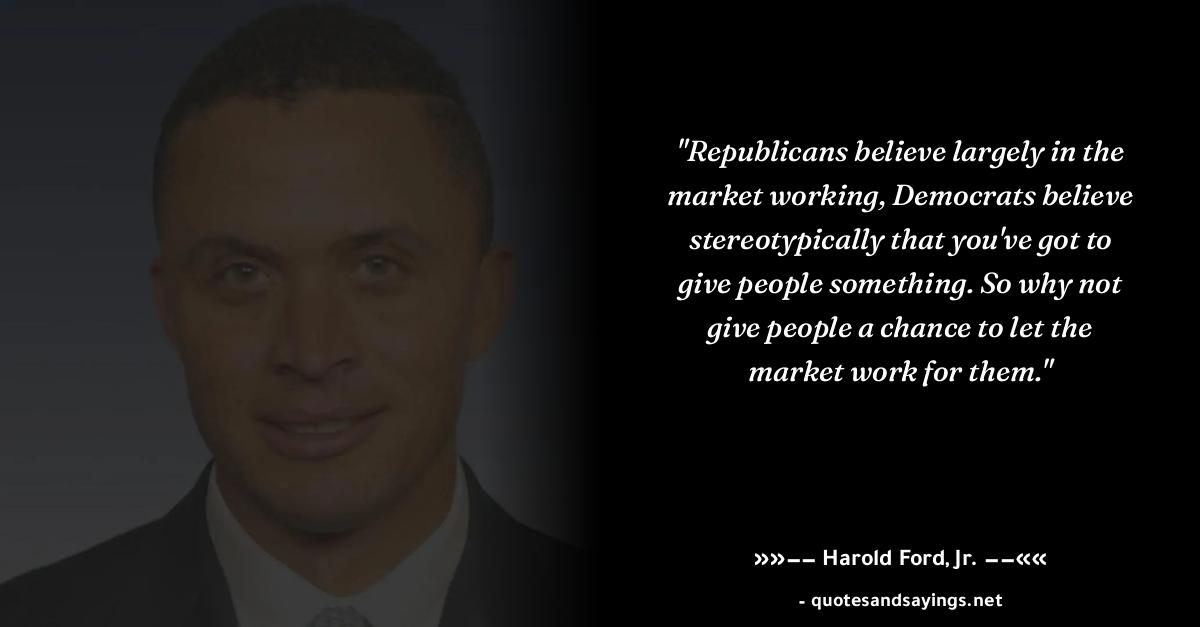 "Republicans believe largely in the
market working, Democrats believe
stereotypically that you've got to
give people something. So why not
give people a chance to let the
market work for them."
»»–– Harold Ford, Jr. ––««
- quotesandsayings.net